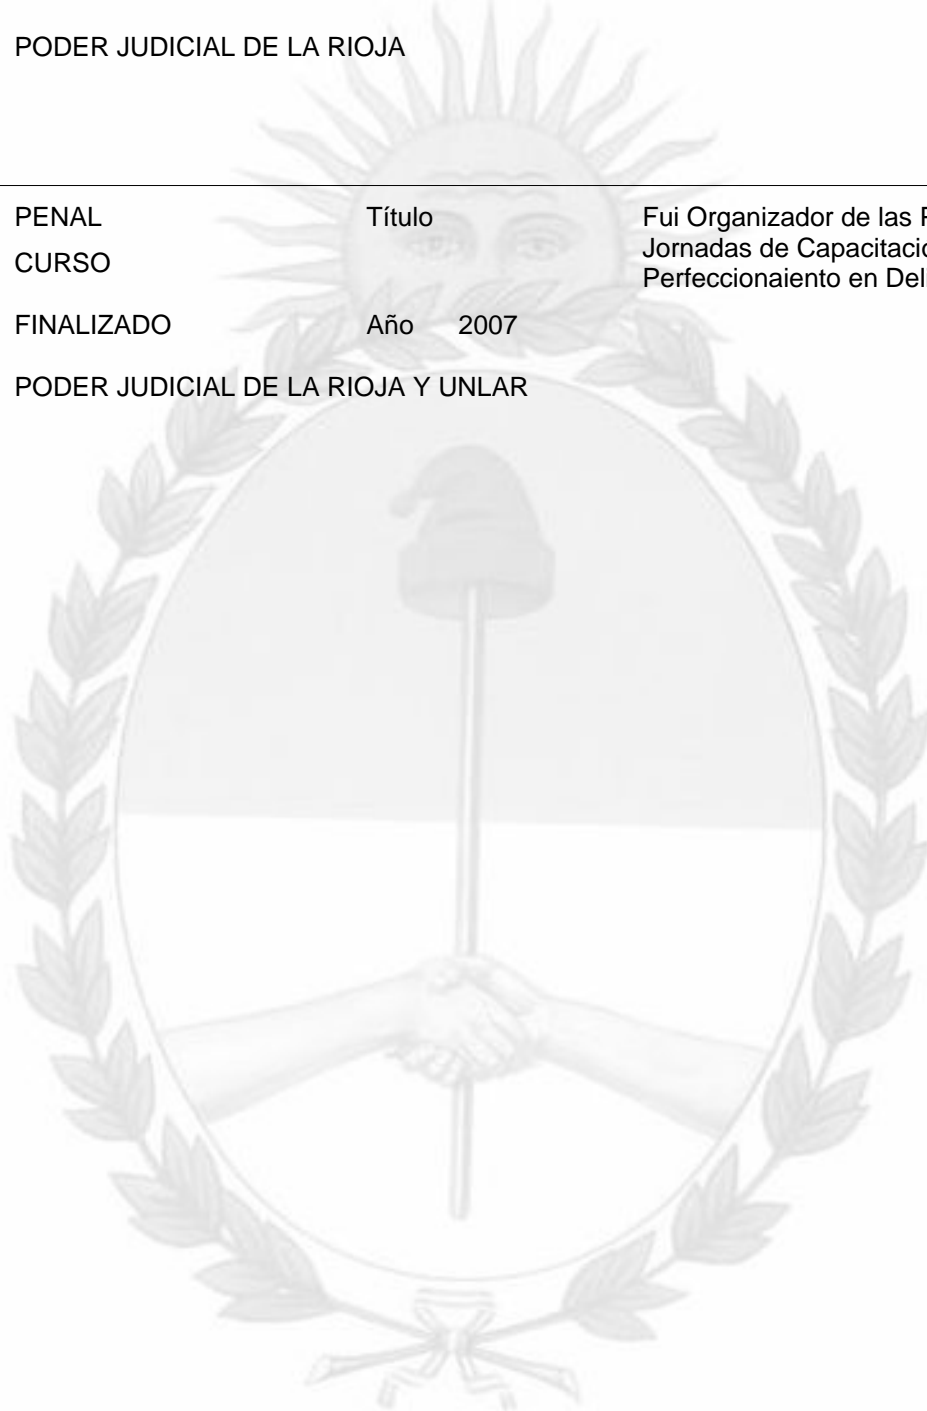 PODER JUDICIAL DE LA RIOJA
PENAL Título Fui Organizador de las
CURSO Jornadas de
Perfeccionaiento en
FINALIZADO Año 2007
PODER JUDICIAL DE LA RIOJA Y UNLAR